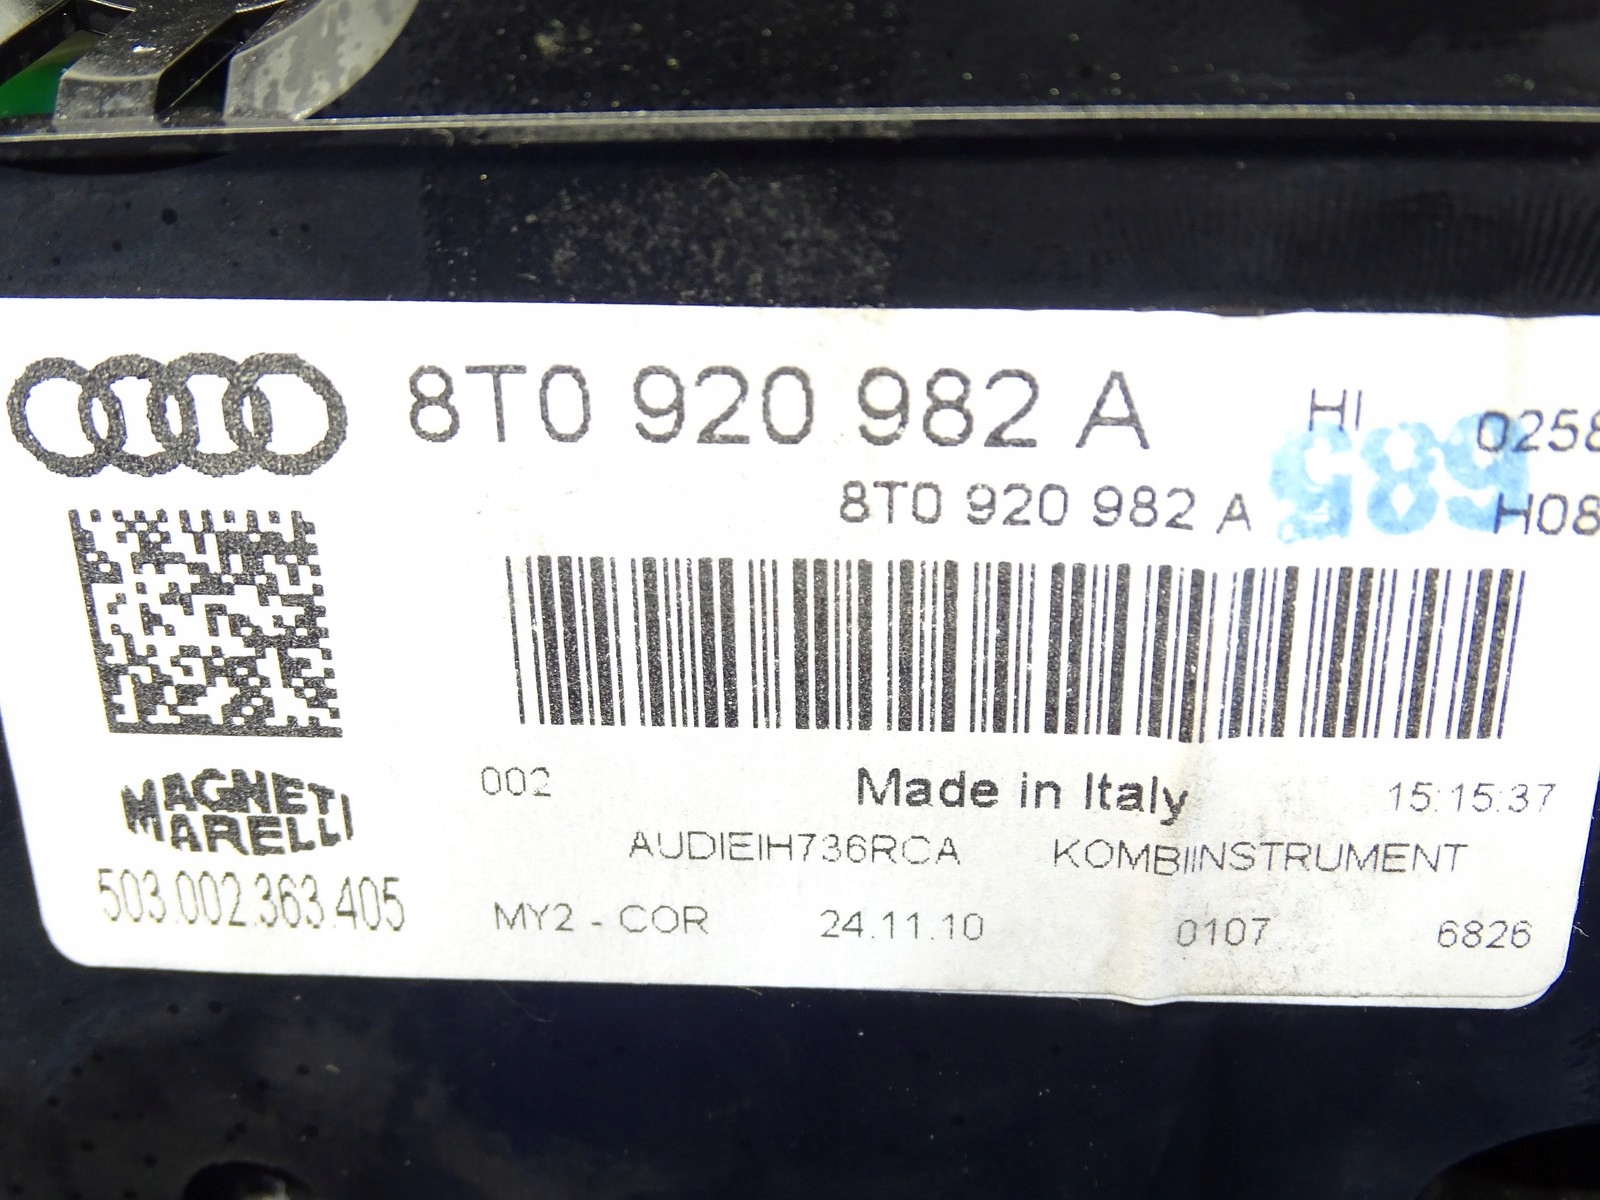 8T0 920 982 A HI 0258
8T0 920 982 A 685 H08
002 Made in Italy 15:15:37
MAGNETI
MARELLI
AUDIEIH736RCA KOMBIINSTRUMENT
503.002.363.405 MY2 - COR 24.11.10 0107 6826